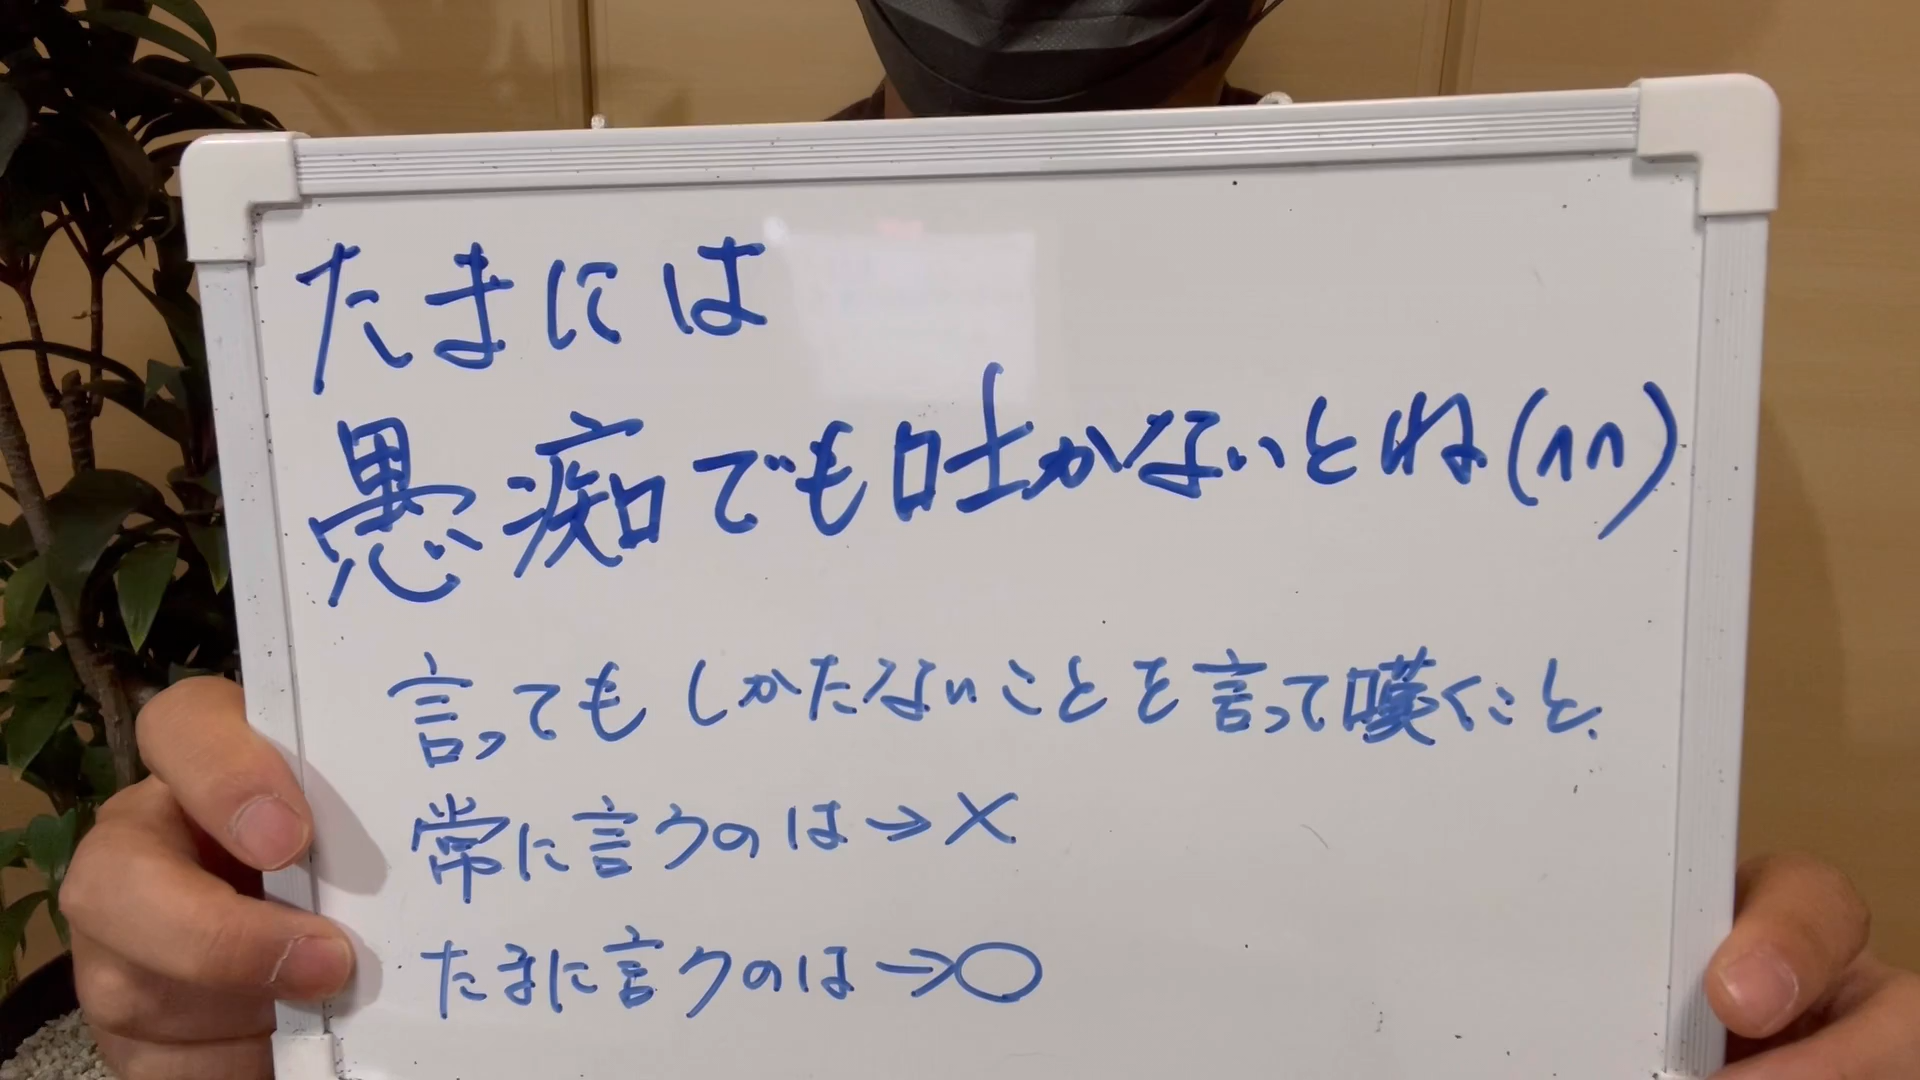 たまには
愚痴でも吐かないとね(^^)
言ってもしかたないことを言って嘆くこと、
常に言うのは→×
たまに言うのは→○